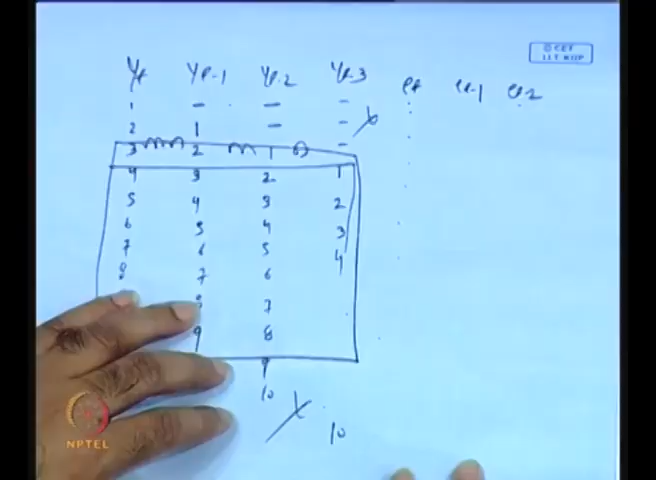 © CET
I.I.T. KGP
Yt Yt-1 Yt-2 Yt-3 et et-1 et-2
1 - - -
2 1 - -
3 2 1 -
4 3 2 1
5 4 3 2
6 5 4 3
7 6 5 4
8 7 6
8 7
9 8
9
10
10
NPTEL